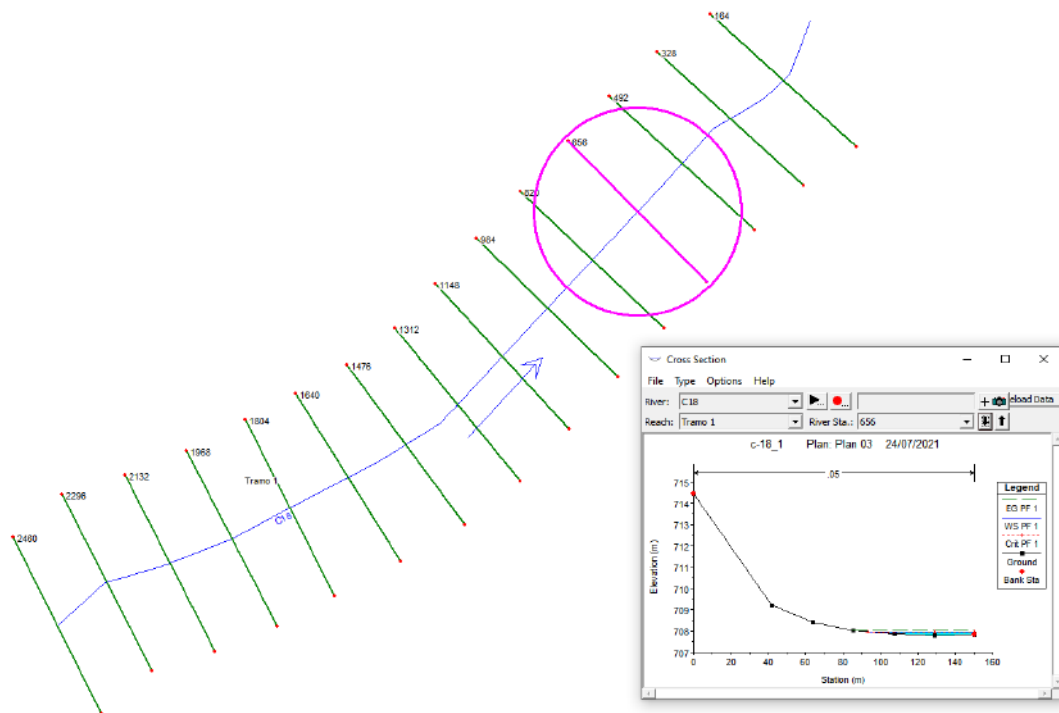 164
328
492
656
820
984
1148
1312
1476
1640
1804
1968
2132
2296
2460
Tramo 1
C18
Cross Section
File Type Options Help
River: C18 eload Data
Reach: Tramo 1 River Sta.: 656
c-18_1 Plan: Plan 03 24/07/2021
.05
715
714
713
712
711
710
709
708
707
Elevation (m)
0 20 40 60 80 100 120 140 160
Station (m)
Legend
EG PF 1
WS PF 1
Crit PF 1
Ground
Bank Sta